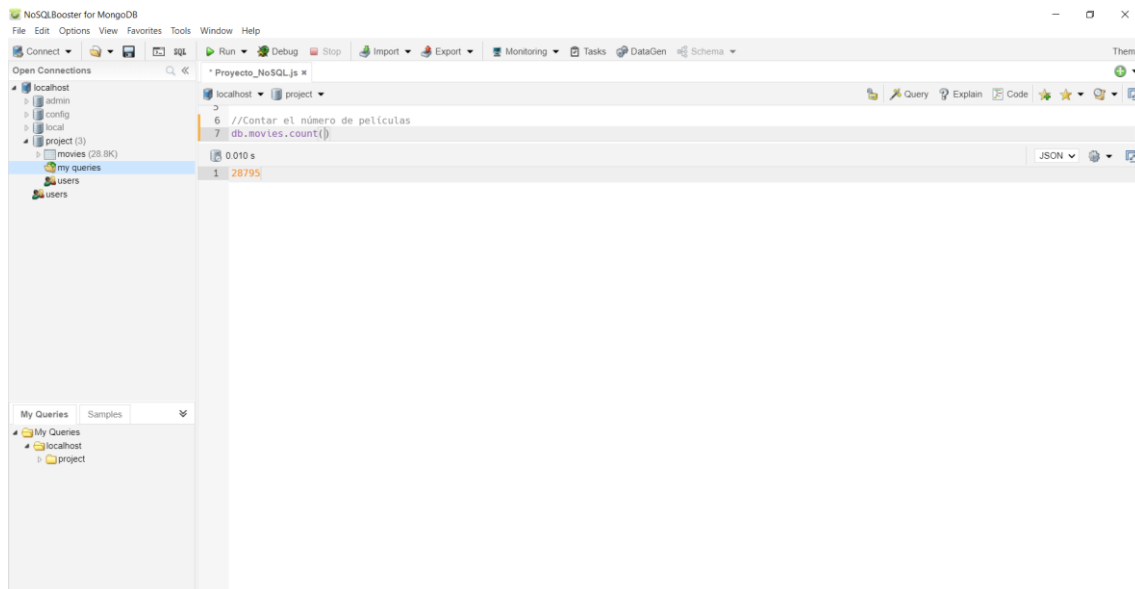 NoSQLBooster for MongoDB
File Edit Options View Favorites Tools Window Help
Connect SQL Run Debug Stop Import Export Monitoring Tasks DataGen Schema Them
Open Connections
* Proyecto_NoSQL.js
localhost
localhost project Query Explain Code
admin
config
local
project (3)
movies (28.8K)
my queries
users
users
5
6 //Contar el número de películas
7 db.movies.count()
0.010 s JSON
1 28795
My Queries Samples
My Queries
localhost
project